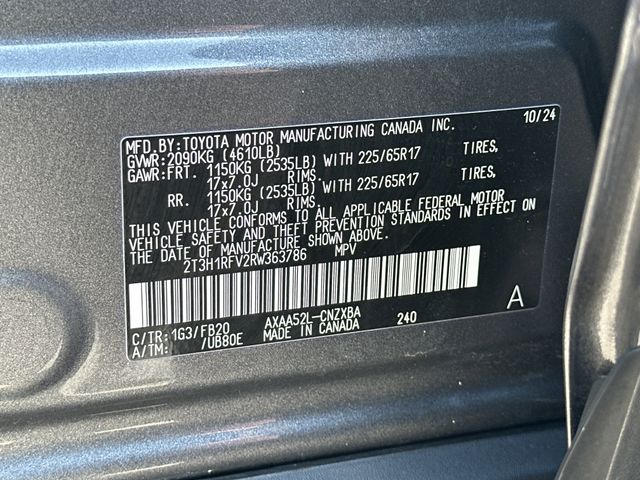 10/24
MFD.BY:TOYOTA MOTOR MANUFACTURING CANADA INC.
GVWR:2090KG (4610LB)
GAWR:FRT. 1150KG (2535LB) WITH 225/65R17 TIRES,
17x7.0J RIMS.
RR. 1150KG (2535LB) WITH 225/65R17 TIRES,
17x7.0J RIMS.
THIS VEHICLE CONFORMS TO ALL APPLICABLE FEDERAL MOTOR
VEHICLE SAFETY AND THEFT PREVENTION STANDARDS IN EFFECT ON
THE DATE OF MANUFACTURE SHOWN ABOVE.
2T3H1RFV2RW363786 MPV
C/TR:1G3/FB20 AXAA52L-CNZXBA 240 A
A/TM: /UB80E MADE IN CANADA